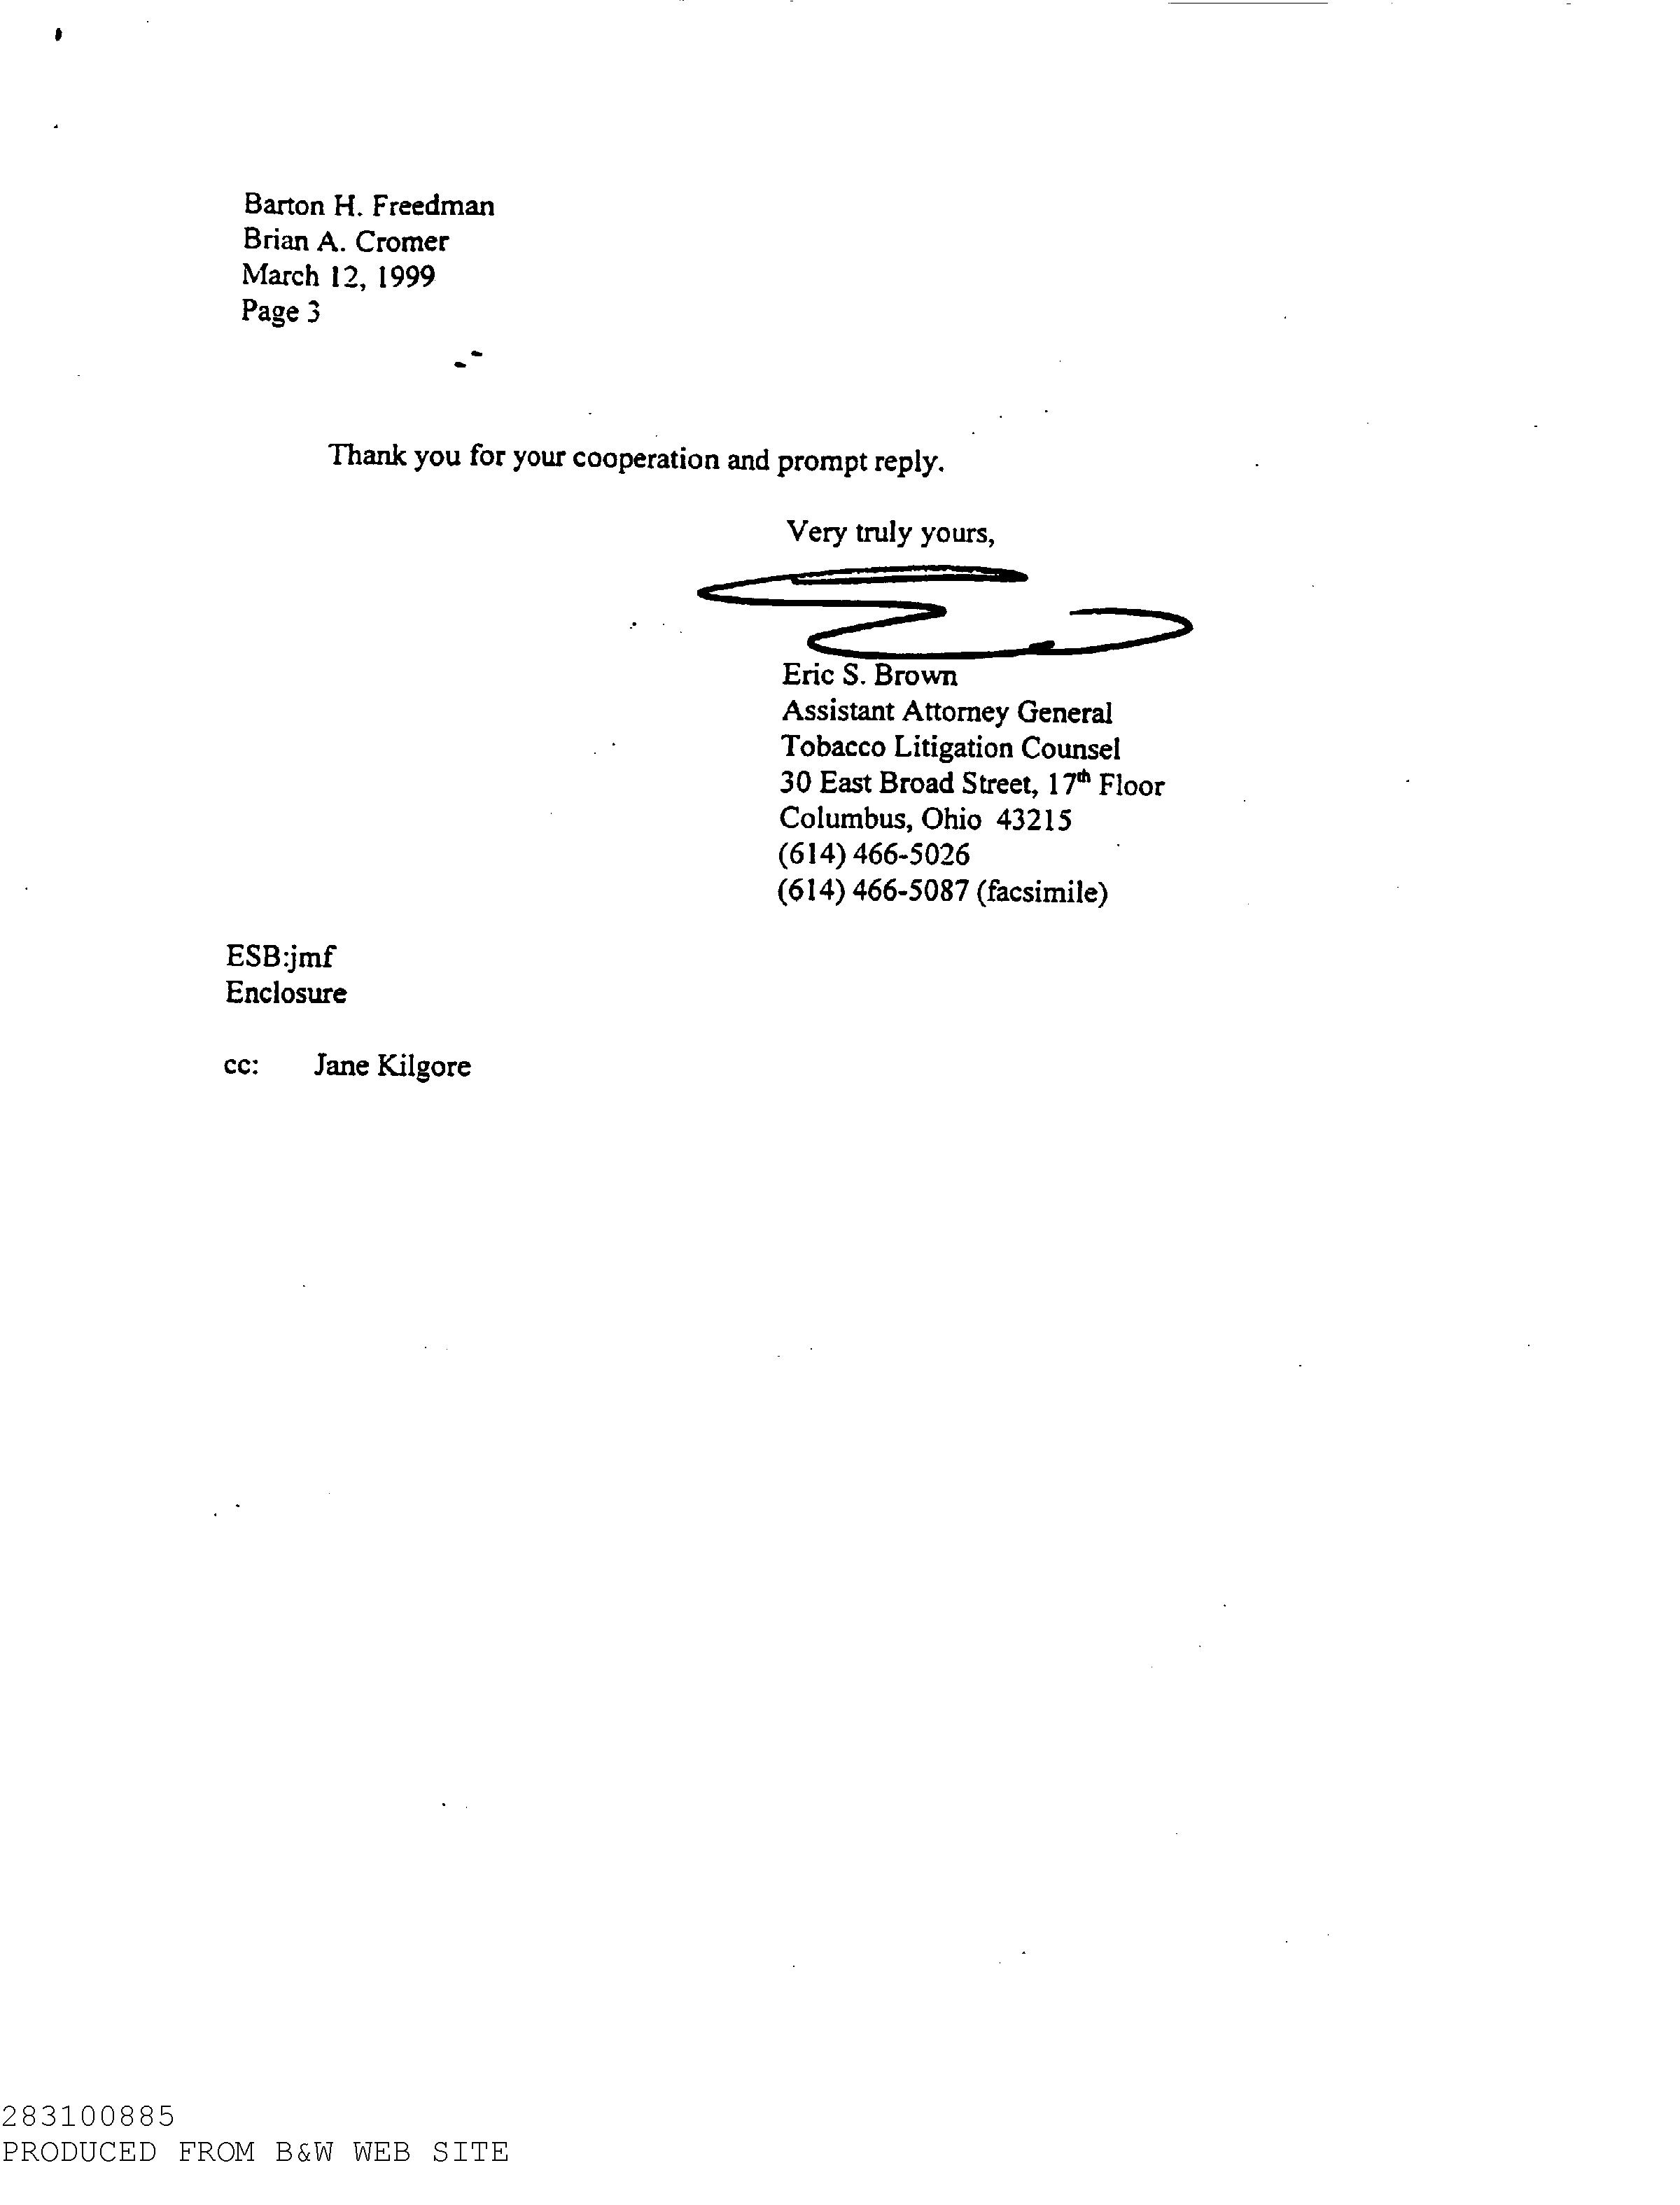 Barton H. Freedman
Brian A. Cromer
March 12, 1999
Page 3
Thank you for your cooperation and prompt reply.
Very truly yours,
Eric S. Brown
Assistant Attorney General
Tobacco Litigation Counsel
30 East Broad Street, 17th Floor
Columbus, Ohio 43215
(614) 466-5026
(614) 466-5087 (facsimile)
ESB:jmf
Enclosure
cc: Jane Kilgore
283100885
PRODUCED FROM B&W WEB SITE